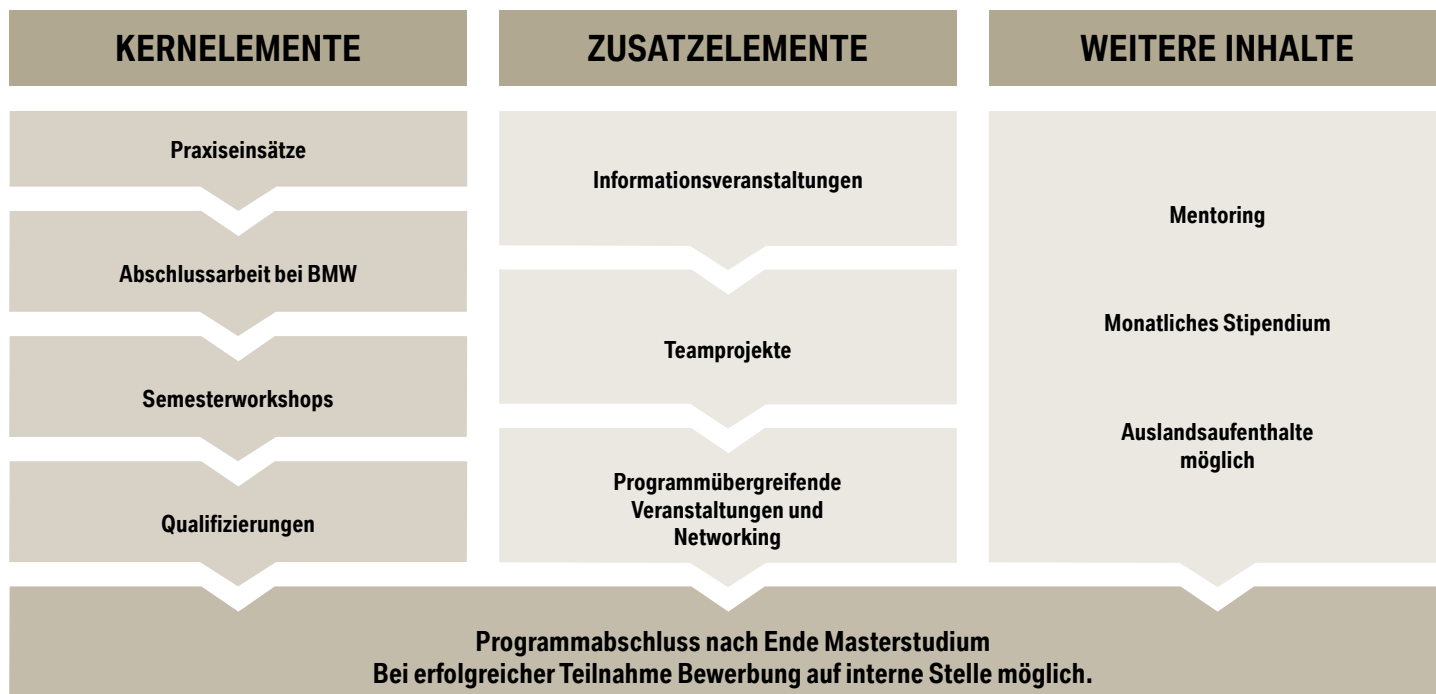 KERNELEMENTE
Praxiseinsätze
Abschlussarbeit bei BMW
Semesterworkshops
Qualifizierungen
ZUSATZELEMENTE
Informationsveranstaltungen
Teamprojekte
Programmübergreifende
Veranstaltungen und
Networking
WEITERE INHALTE
Mentoring
Monatliches Stipendium
Auslandsaufenthalte
möglich
Programmabschluss nach Ende Masterstudium
Bei erfolgreicher Teilnahme Bewerbung auf interne Stelle möglich.